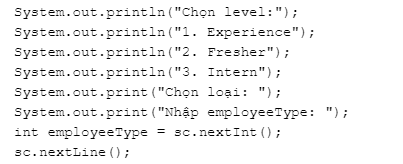 System.out.println("Chọn level:");
System.out.println("1. Experience");
System.out.println("2. Fresher");
System.out.println("3. Intern");
System.out.print("Chọn loại: ");
System.out.print("Nhập employeeType: ");
int employeeType = sc.nextInt();
sc.nextLine();